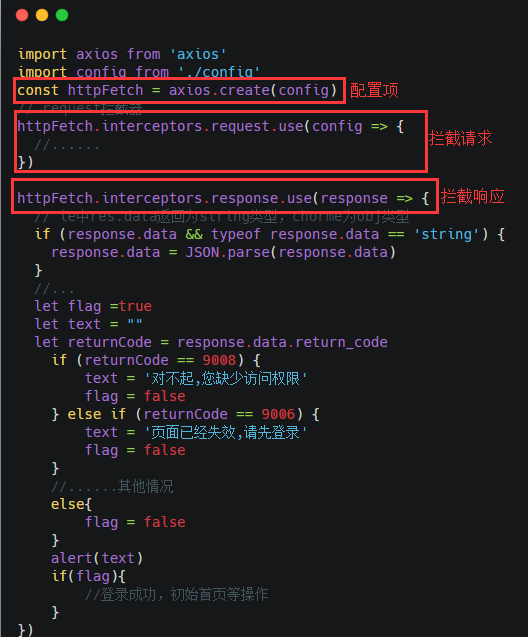 import axios from 'axios'
import config from './config'
const httpFetch = axios.create(config) 配置项
// request拦截器
httpFetch.interceptors.request.use(config => { 拦截请求
//......
})
httpFetch.interceptors.response.use(response => { 拦截响应
// ie中res.data返回为string类型，chorme为obj类型
if (response.data && typeof response.data == 'string') {
response.data = JSON.parse(response.data)
}
//...
let flag =true
let text = ""
let returnCode = response.data.return_code
if (returnCode == 9008) {
text = '对不起,您缺少访问权限'
flag = false
} else if (returnCode == 9006) {
text = '页面已经失效,请先登录'
flag = false
}
//......其他情况
else{
flag = false
}
alert(text)
if(flag){
//登录成功，初始首页等操作
}
})